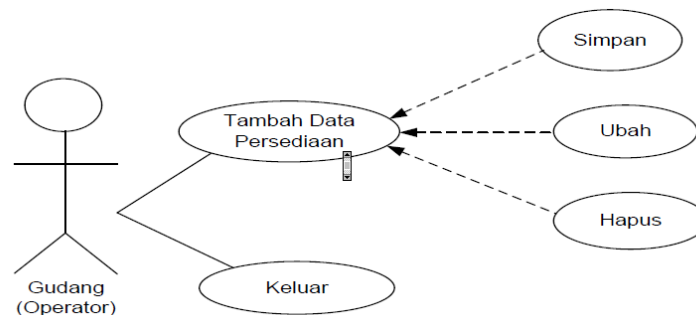 Simpan
Tambah Data
Persediaan
Ubah
Hapus
Gudang
(Operator)
Keluar